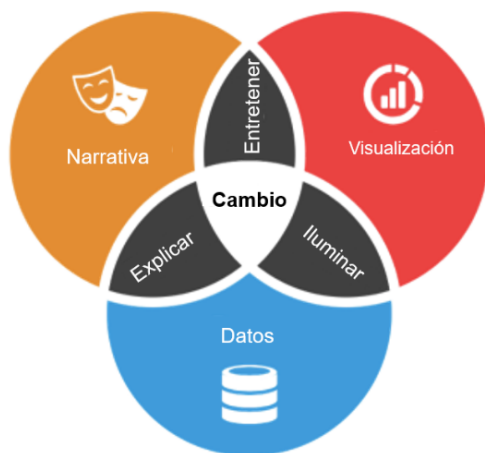 Entretener
Narrativa
Visualización
Cambio
Explicar
Iluminar
Datos